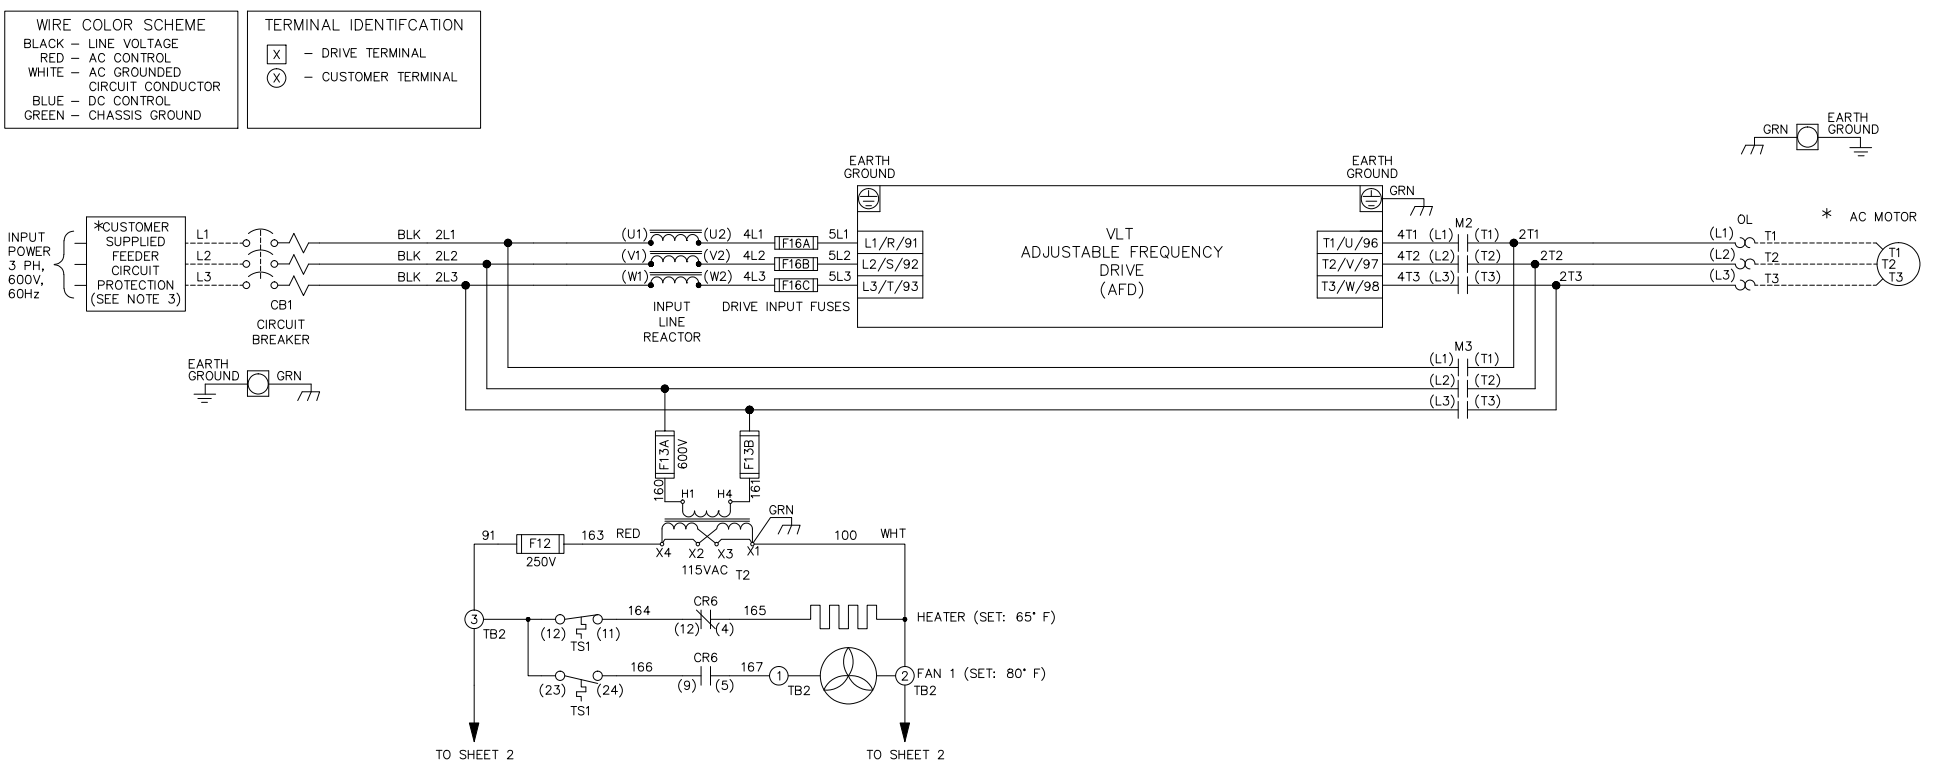 WIRE COLOR SCHEME
BLACK – LINE VOLTAGE
RED – AC CONTROL
WHITE – AC GROUNDED
CIRCUIT CONDUCTOR
BLUE – DC CONTROL
GREEN – CHASSIS GROUND
TERMINAL IDENTIFCATION
X – DRIVE TERMINAL
X – CUSTOMER TERMINAL
GRN
EARTH
GROUND
EARTH
GROUND
EARTH
GROUND
GRN
INPUT
POWER
3 PH,
600V,
60Hz
*CUSTOMER
SUPPLIED
FEEDER
CIRCUIT
PROTECTION
(SEE NOTE 3)
L1
L2
L3
CB1
CIRCUIT
BREAKER
BLK 2L1
BLK 2L2
BLK 2L3
(U1) (U2) 4L1 F16A 5L1
(V1) (V2) 4L2 F16B 5L2
(W1) (W2) 4L3 F16C 5L3
INPUT
LINE
REACTOR
DRIVE INPUT FUSES
L1/R/91
L2/S/92
L3/T/93
VLT
ADJUSTABLE FREQUENCY
DRIVE
(AFD)
T1/U/96
T2/V/97
T3/W/98
M2
4T1 (L1) (T1) 2T1
4T2 (L2) (T2) 2T2
4T3 (L3) (T3) 2T3
OL
(L1) T1
(L2) T2
(L3) T3
* AC MOTOR
T1
T2
T3
M3
(L1) (T1)
(L2) (T2)
(L3) (T3)
EARTH
GROUND
GRN
F13A
600V
F13B
160
161
H1 H4
GRN
91 F12 163 RED
250V
X4 X2 X3 X1
115VAC T2
100 WHT
3
TB2
(12) (11)
TS1
164
CR6
(12) (4)
165
HEATER (SET: 65° F)
(23) (24)
TS1
166
CR6
(9) (5)
167
1
TB2
2
TB2
FAN 1 (SET: 80° F)
TO SHEET 2
TO SHEET 2